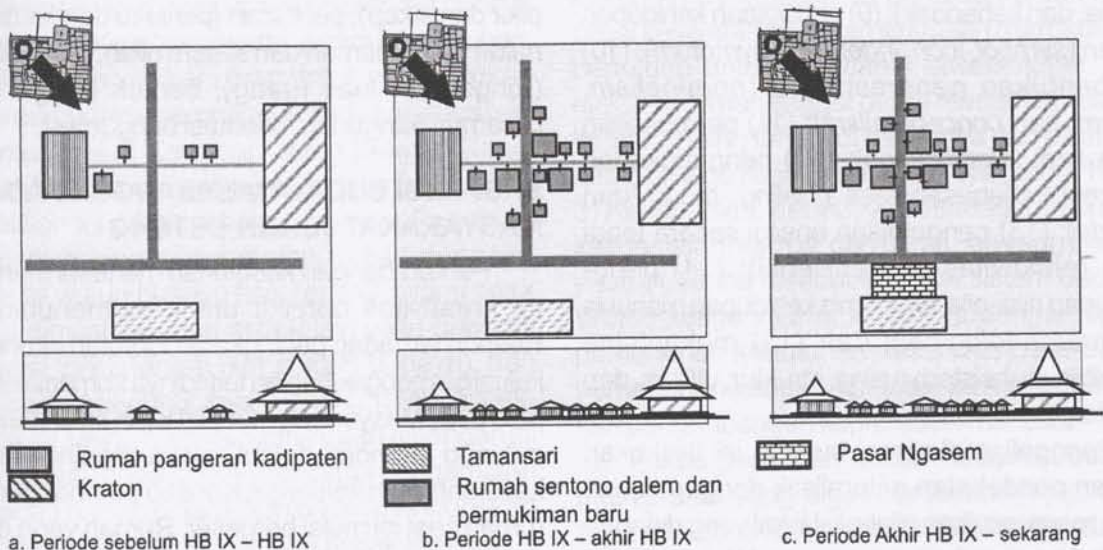 Rumah pangeran kadipaten
Kraton
Tamansari
Rumah sentono dalem dan
permukiman baru
Pasar Ngasem
a. Periode sebelum HB IX – HB IX
b. Periode HB IX – akhir HB IX
c. Periode Akhir HB IX – sekarang